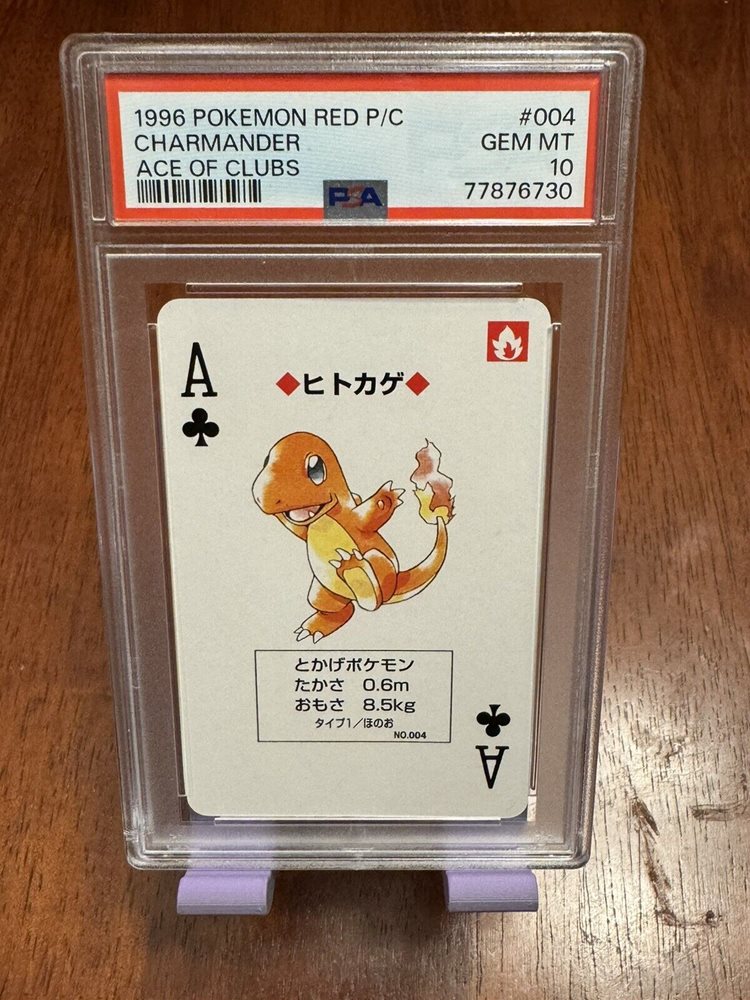 1996 POKEMON RED P/C #004
CHARMANDER GEM MT
ACE OF CLUBS 10
PSA 77876730
A
◆ヒトカゲ◆
とかげポケモン
たかさ 0.6m
おもさ 8.5kg
タイプ1/ほのお
NO.004
A